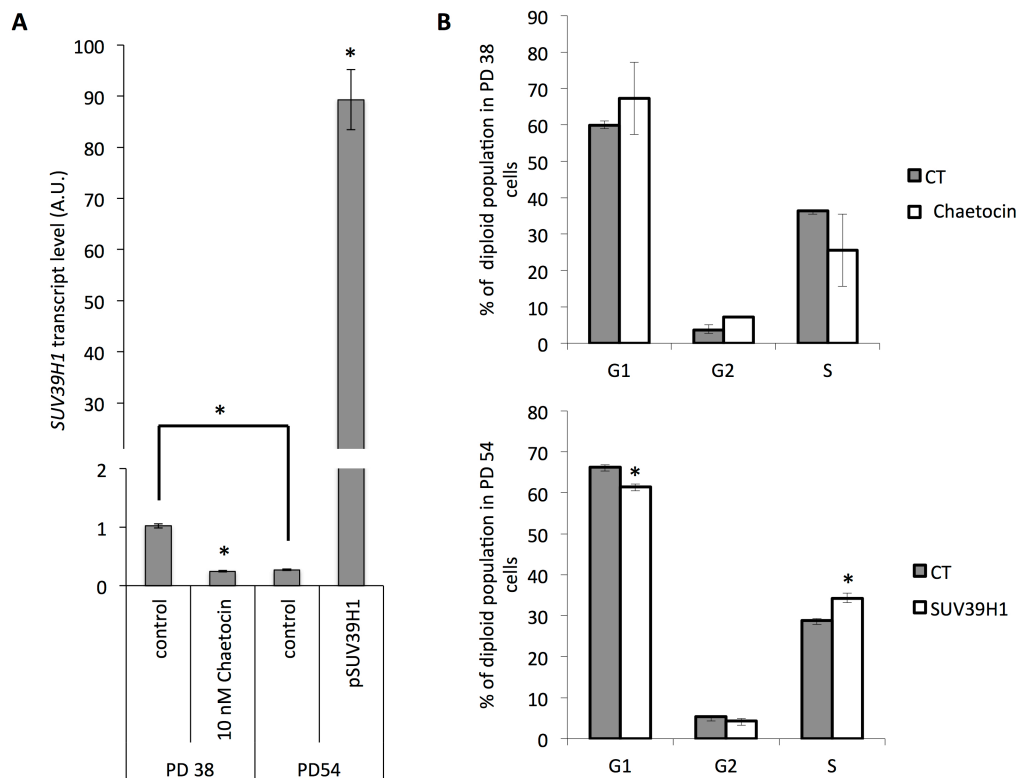 A
SUV39H1 transcript level (A.U.)
100
90
80
70
60
50
40
30
2
1
0
*
*
*
control
10 nM Chaetocin
control
pSUV39H1
PD 38
PD54
B
% of diploid population in PD 38
cells
90
80
70
60
50
40
30
20
10
0
G1
G2
S
CT
Chaetocin
% of diploid population in PD 54
cells
80
70
60
50
40
30
20
10
0
*
*
G1
G2
S
CT
SUV39H1